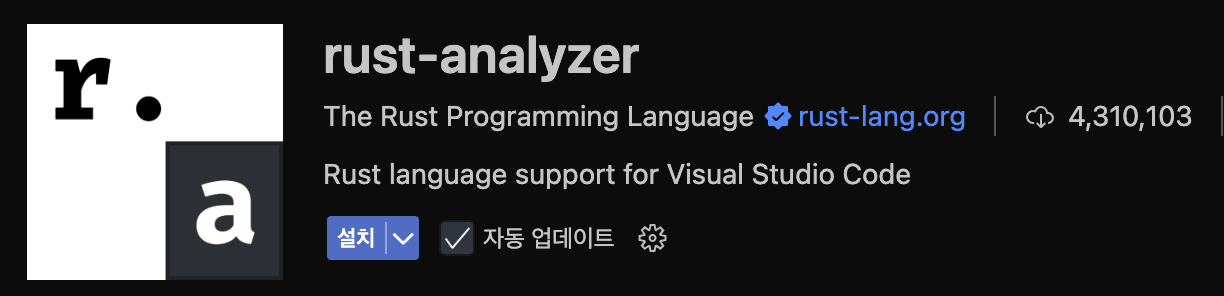 r.
a
rust-analyzer
The Rust Programming Language rust-lang.org 4,310,103
Rust language support for Visual Studio Code
설치 자동 업데이트